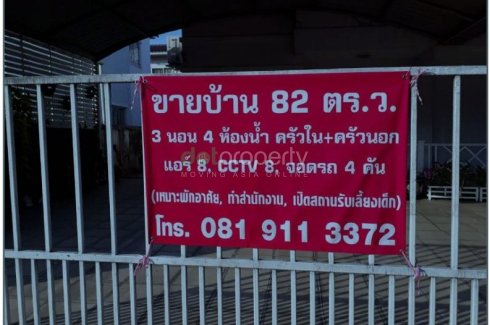 ขายบ้าน 82 ตร.ว.
3 นอน 4 ห้องน้ำ ครัวใน+ครัวนอก
แอร์ 8, CCTV 8, จอดรถ 4 คัน
dotproperty
MOVING ASIA ONLINE
(เหมาะพักอาศัย, ทำสำนักงาน, เปิดสถานรับเลี้ยงเด็ก)
โทร. 081 911 3372